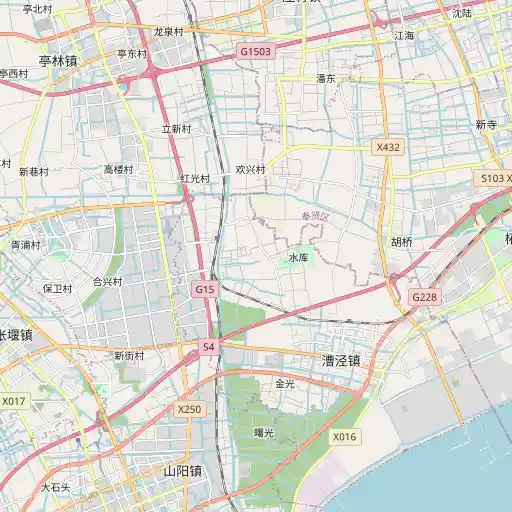 亭北村
龙泉村
沈陆
江海
G1503
亭东村
亭林镇
亭西村
潘东
新寺
立新村
X432
欢兴村
高楼村
新巷村
红光村
S103 X
奉贤区
胡桥
青浦村
水库
合兴村
保卫村
G15
G228
张堰镇
S4
新街村
漕泾镇
金光
X017
X250
曙光
X016
山阳镇
大石头